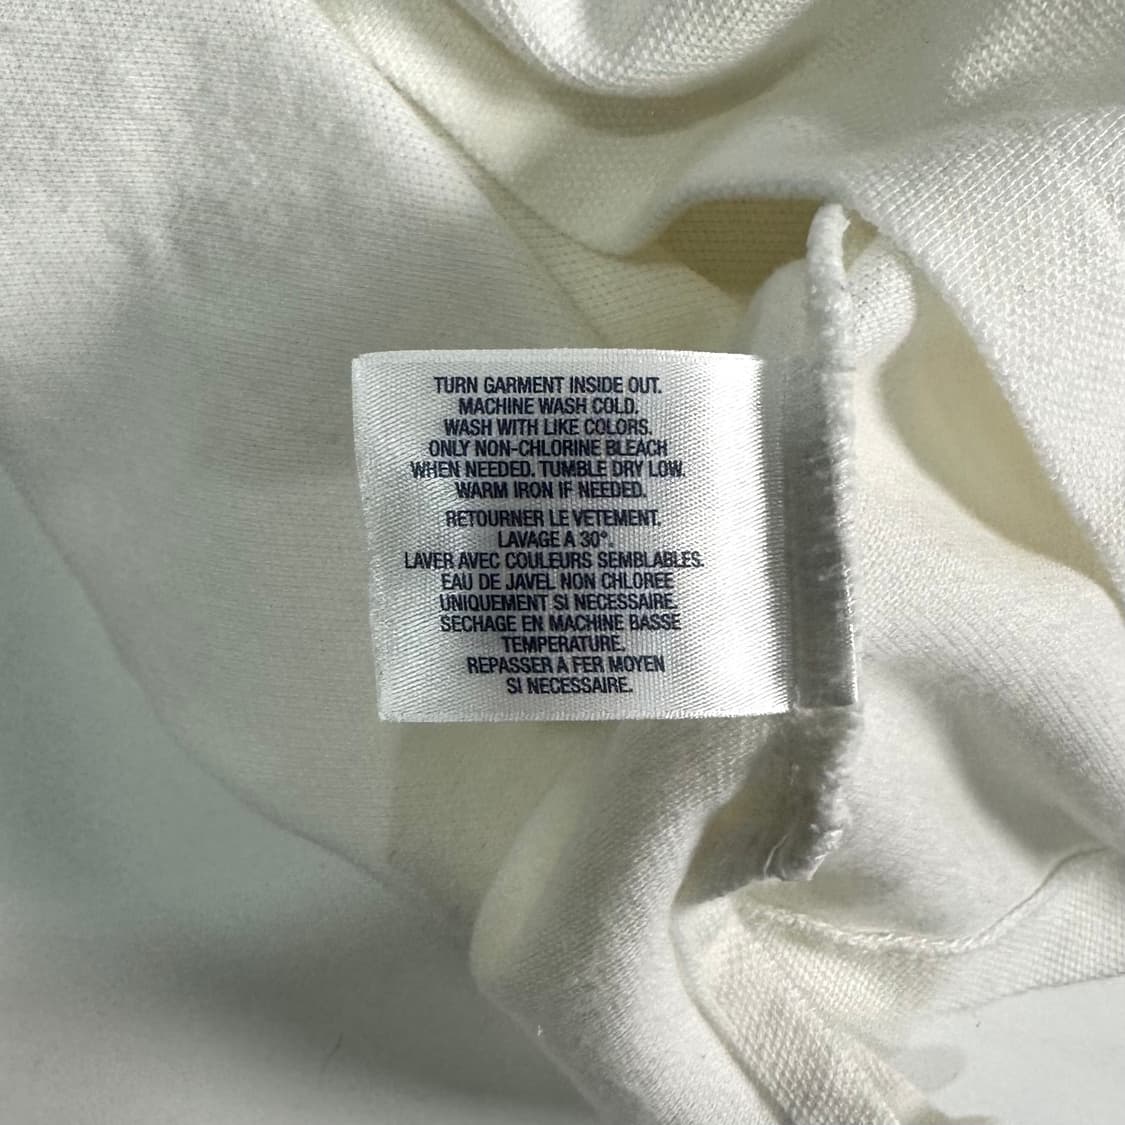 TURN GARMENT INSIDE OUT.
MACHINE WASH COLD.
WASH WITH LIKE COLORS.
ONLY NON-CHLORINE BLEACH
WHEN NEEDED. TUMBLE DRY LOW.
WARM IRON IF NEEDED.
RETOURNER LE VETEMENT.
LAVAGE A 30°.
LAVER AVEC COULEURS SEMBLABLES.
EAU DE JAVEL NON CHLOREE
UNIQUEMENT SI NECESSAIRE.
SECHAGE EN MACHINE BASSE
TEMPERATURE.
REPASSER A FER MOYEN
SI NECESSAIRE.